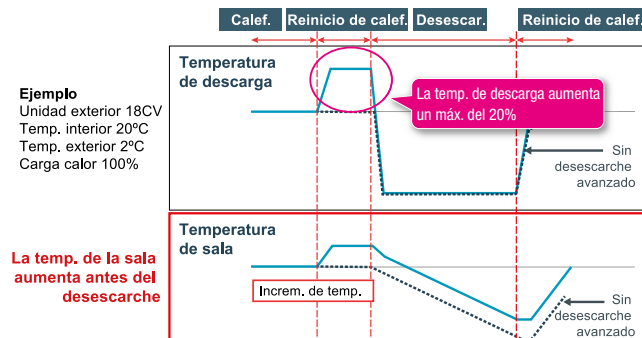 Calef. Reinicio de calef. Desescar. Reinicio de calef.
Temperatura
de descarga
Ejemplo
Unidad exterior 18CV
Temp. interior 20ºC
Temp. exterior 2ºC
Carga calor 100%
La temp. de descarga aumenta
un máx. del 20%
Sin
desescarche
avanzado
Temperatura
de sala
La temp. de la sala
aumenta antes del
desescarche
Increm. de temp.
Sin
desescarche
avanzado